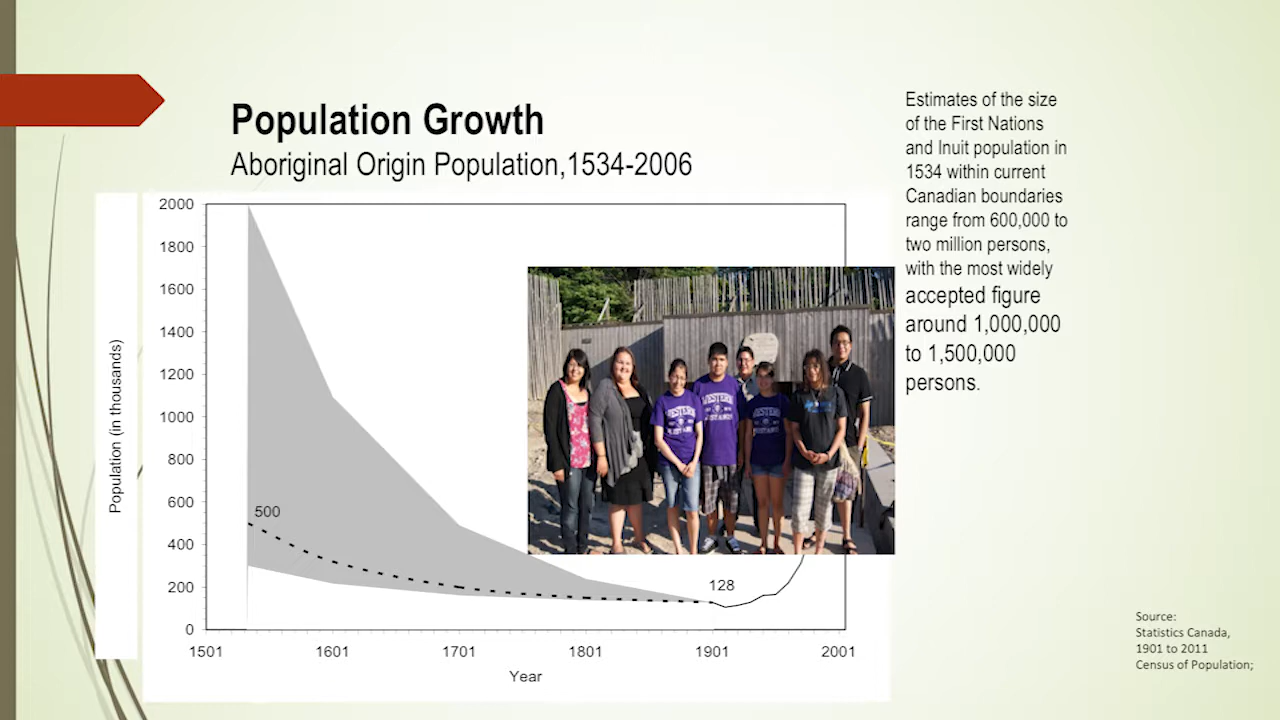 Population Growth
Aboriginal Origin Population,1534-2006
Estimates of the size
of the First Nations
and Inuit population in
1534 within current
Canadian boundaries
range from 600,000 to
two million persons,
with the most widely
accepted figure
around 1,000,000
to 1,500,000
persons.
Population (in thousands)
2000
1800
1600
1400
1200
1000
800
600
400
200
0
500
128
1501
1601
1701
1801
1901
2001
Year
WESTERN
WESTERN
Source:
Statistics Canada,
1901 to 2011
Census of Population;